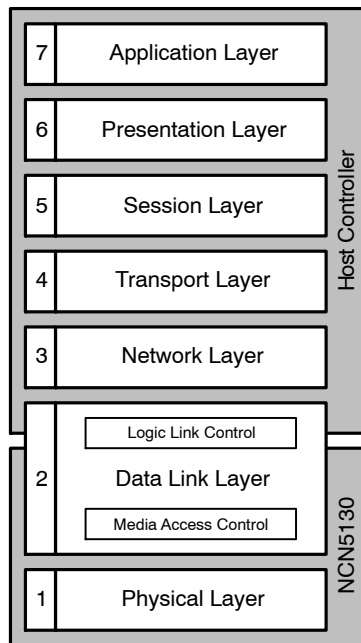 7 Application Layer
6 Presentation Layer
5 Session Layer
4 Transport Layer
3 Network Layer
Host Controller
Logic Link Control
2 Data Link Layer
Media Access Control
1 Physical Layer
NCN5130